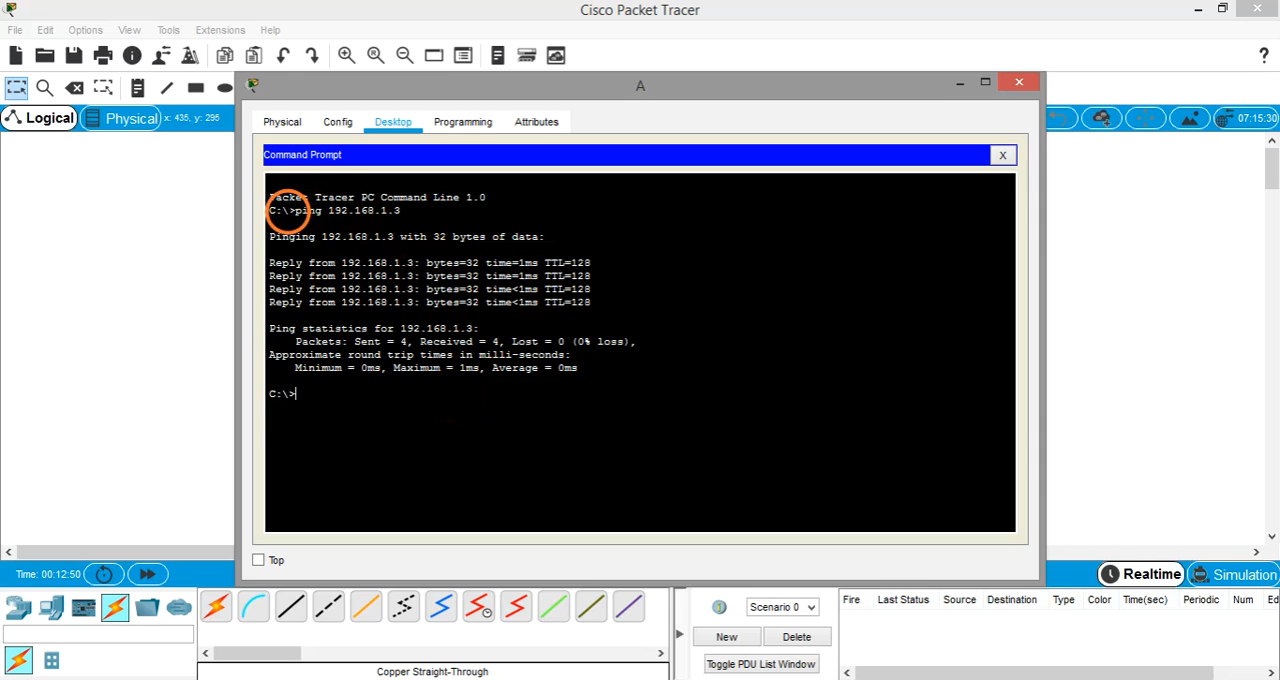 Cisco Packet Tracer
File Edit Options View Tools Extensions Help
?
A
Logical Physical x: 435, y: 295
07:15:30
Physical Config Desktop Programming Attributes
Command Prompt
X
Packet Tracer PC Command Line 1.0
C:\>ping 192.168.1.3
Pinging 192.168.1.3 with 32 bytes of data:
Reply from 192.168.1.3: bytes=32 time=1ms TTL=128
Reply from 192.168.1.3: bytes=32 time=1ms TTL=128
Reply from 192.168.1.3: bytes=32 time<1ms TTL=128
Reply from 192.168.1.3: bytes=32 time<1ms TTL=128
Ping statistics for 192.168.1.3:
Packets: Sent = 4, Received = 4, Lost = 0 (0% loss),
Approximate round trip times in milli-seconds:
Minimum = 0ms, Maximum = 1ms, Average = 0ms
C:\>
Top
Time: 00:12:50
Realtime Simulation
Scenario 0
New Delete
Toggle PDU List Window
Fire Last Status Source Destination Type Color Time(sec) Periodic Num Ed
Copper Straight-Through